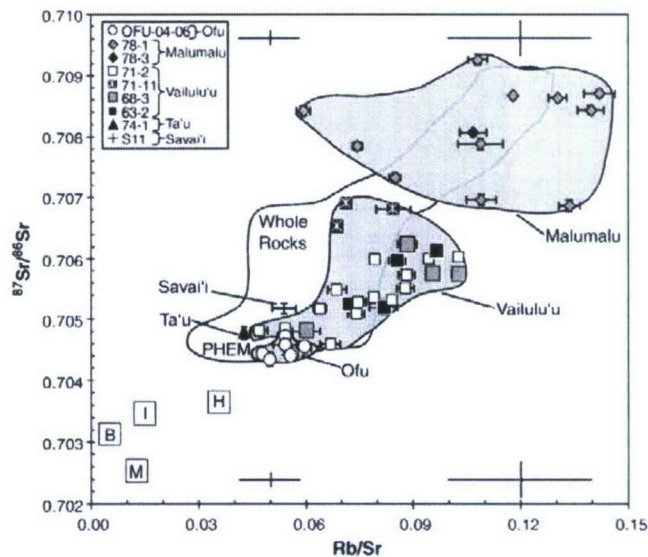 OFU-04-06 Ofu
78-1
78-3
Malumalu
71-2
71-11
68-3
63-2
Vailulu'u
74-1 Ta'u
S11 Savai'i
0.710
0.709
0.708
0.707
0.706
0.705
0.704
0.703
0.702
87Sr/86Sr
Whole
Rocks
Malumalu
Savai'i
Ta'u
Vailulu'u
PHEM
Ofu
H
I
B
M
0.00
0.03
0.06
0.09
0.12
0.15
Rb/Sr